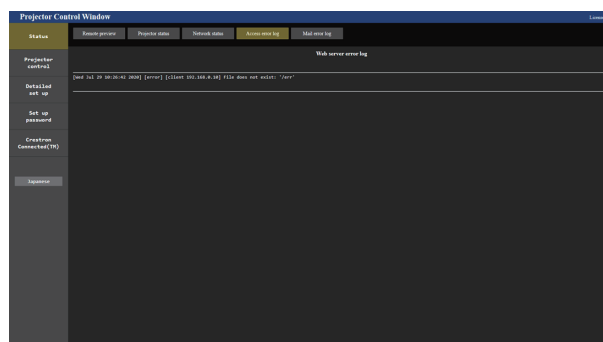 Projector Control Window
Status
Remote preview
Projector status
Network status
Access error log
Mail error log
Web server error log
Projector
control
[Wed Jul 29 10:26:43 2020] [error] [client 192.168.0.10] File does not exist: '/err'
Detailed
set up
Set up
password
Crestron
Connected(TM)
Japanese